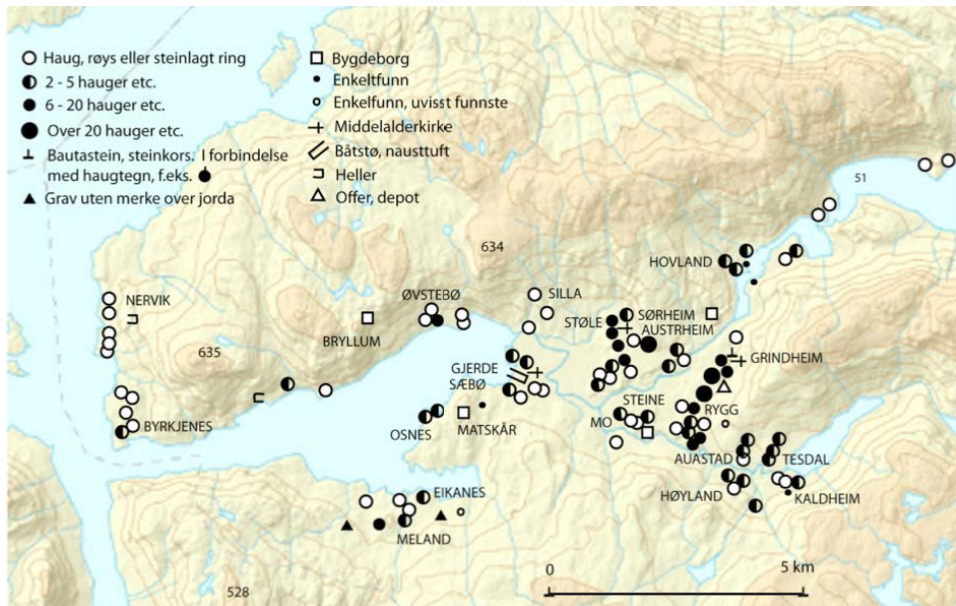 Haug, røys eller steinlagt ring
2 - 5 hauger etc.
6 - 20 hauger etc.
Over 20 hauger etc.
Bautastein, steinkors. I forbindelse
med haugtegn, f.eks.
Grav uten merke over jorda
Bygdeborg
Enkeltfunn
Enkelfunn, uvisst funnste
Middelalderkirke
Båtstø, nausttuft
Heller
Offer, depot
51
634
HOVLAND
NERVIK
ØVSTEBØ
SILLA
STØLE
SØRHEIM
AUSTRHEIM
BRYLLUM
635
GJERDE
SÆBØ
GRINDHEIM
STEINE
MO
RYGG
BYRKJENES
OSNES
MATSKÅR
AUASTAD
TESDAL
EIKANES
HØYLAND
KALDHEIM
MELAND
528
0
5 km